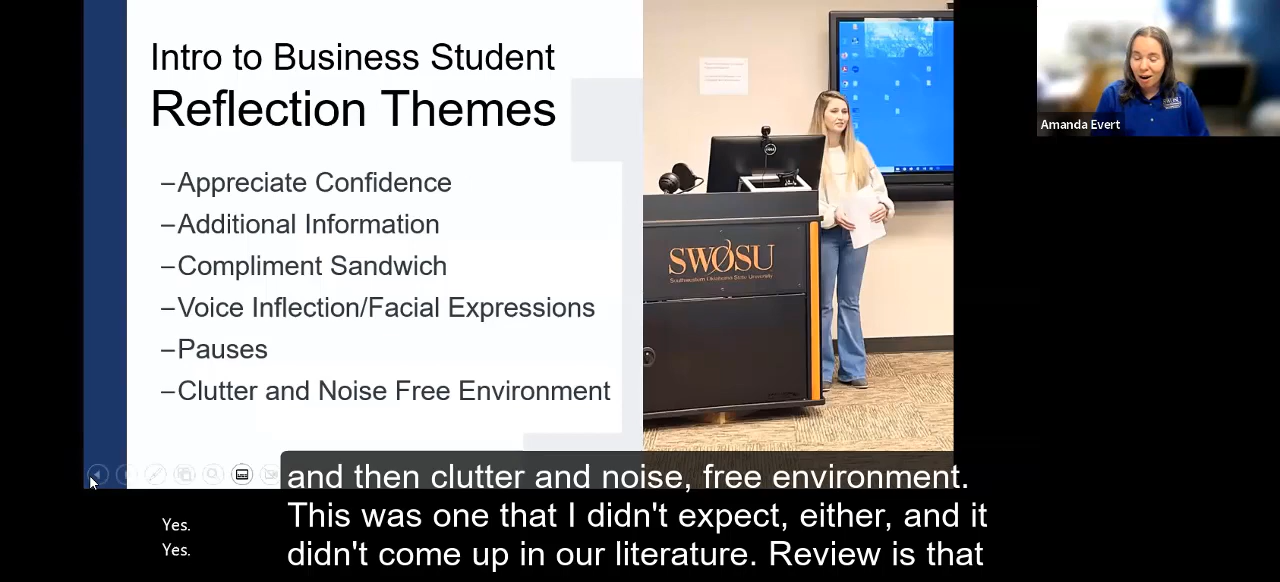 Intro to Business Student
Reflection Themes
–Appreciate Confidence
–Additional Information
–Compliment Sandwich
–Voice Inflection/Facial Expressions
–Pauses
–Clutter and Noise Free Environment
DELL
SWOSU
Southwestern Oklahoma State University
SWOSU
Amanda Evert
and then clutter and noise, free environment.
This was one that I didn't expect, either, and it
didn't come up in our literature. Review is that
Yes.
Yes.